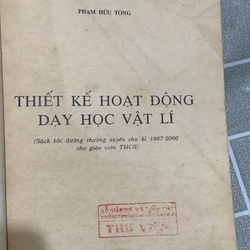 PHẠM HỮU TÒNG
THIẾT KẾ HOẠT ĐỘNG
DẠY HỌC VẬT LÍ
(Sách bồi dưỡng thường xuyên chu kì 1997-2000
cho giáo viên THCS)
THƯ VIỆN